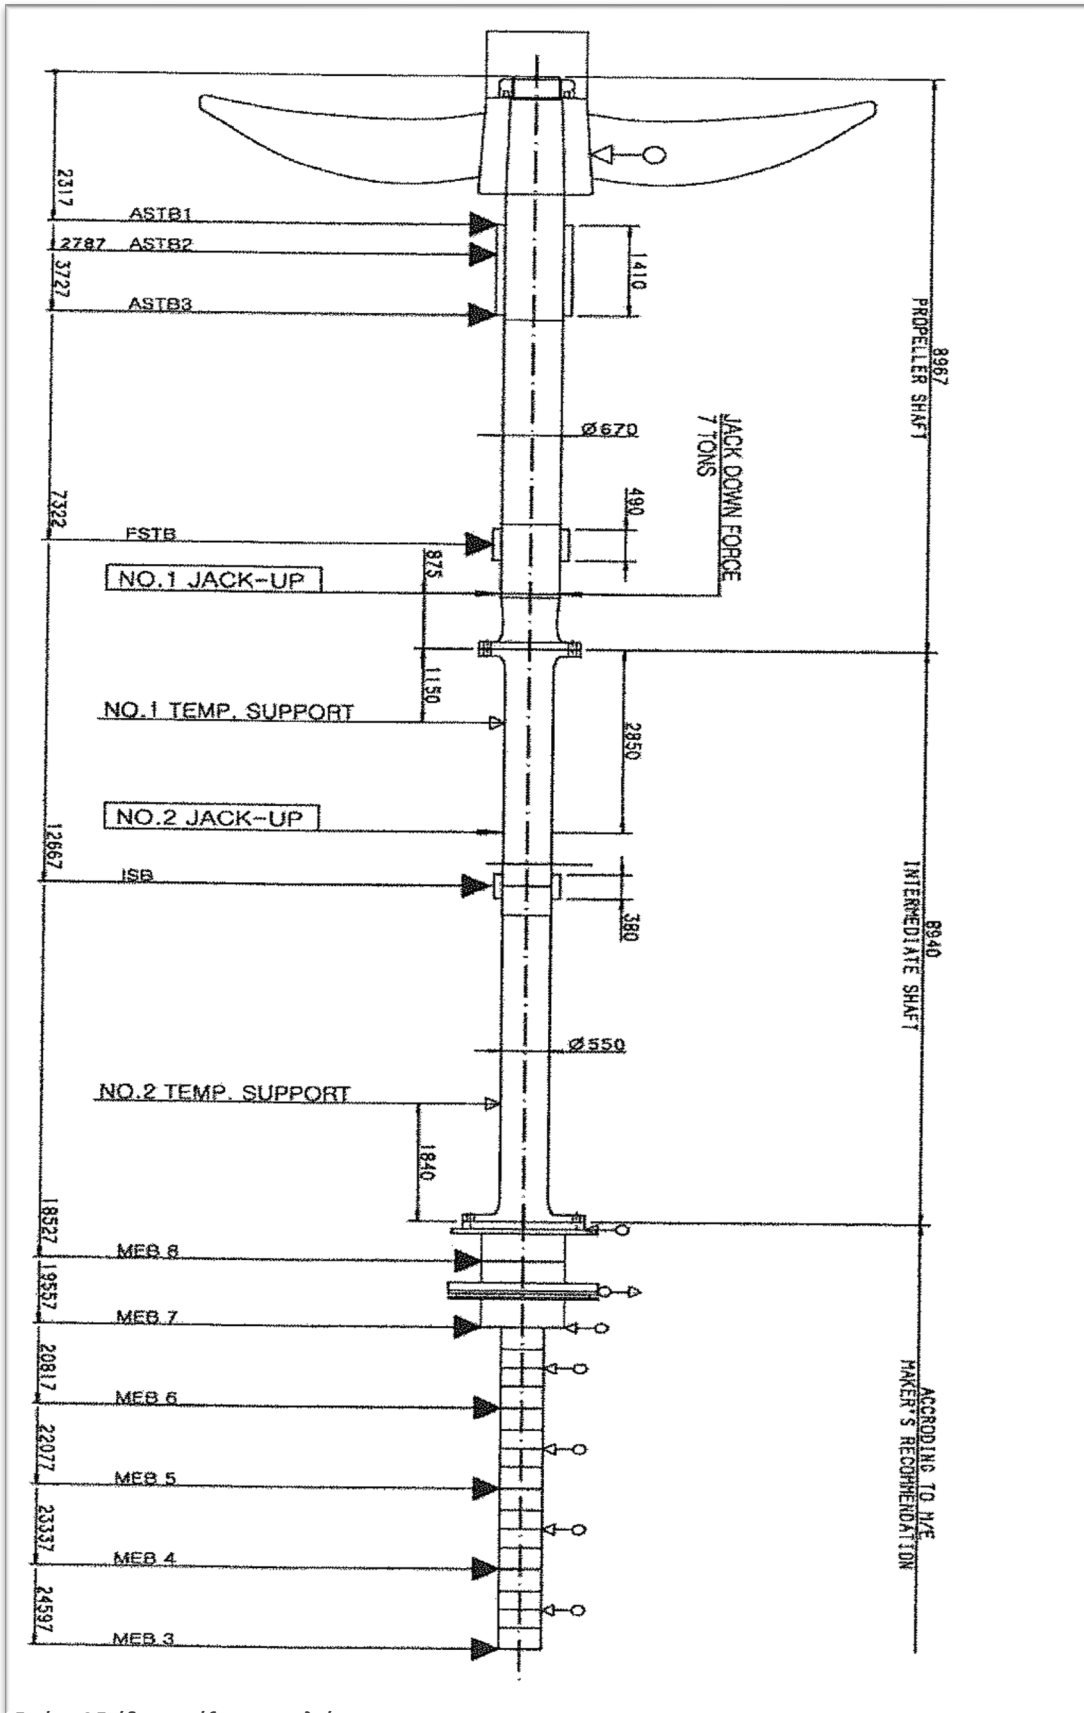 2317
ASTB1
2787
ASTB2
3727
ASTB3
1410
8967
PROPELLER SHAFT
Ø670
JACK DOWN FORCE
7 TONS
7322
FSTB
490
875
NO.1 JACK-UP
1150
NO.1 TEMP. SUPPORT
2850
NO.2 JACK-UP
12667
ISB
380
8940
INTERMEDIATE SHAFT
Ø550
NO.2 TEMP. SUPPORT
1840
18527
MEB 8
19557
MEB 7
20817
MEB 6
ACCRODING TO M/E
MAKER'S RECOMMENDATION
22077
MEB 5
23337
MEB 4
24597
MEB 3